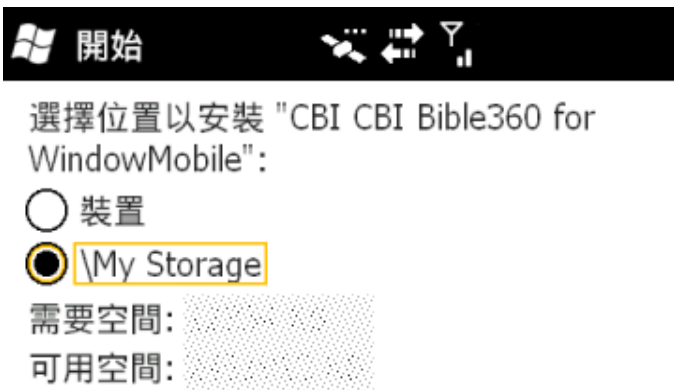 開始
選擇位置以安裝 "CBI CBI Bible360 for
WindowMobile":
裝置
\My Storage
需要空間:
可用空間: